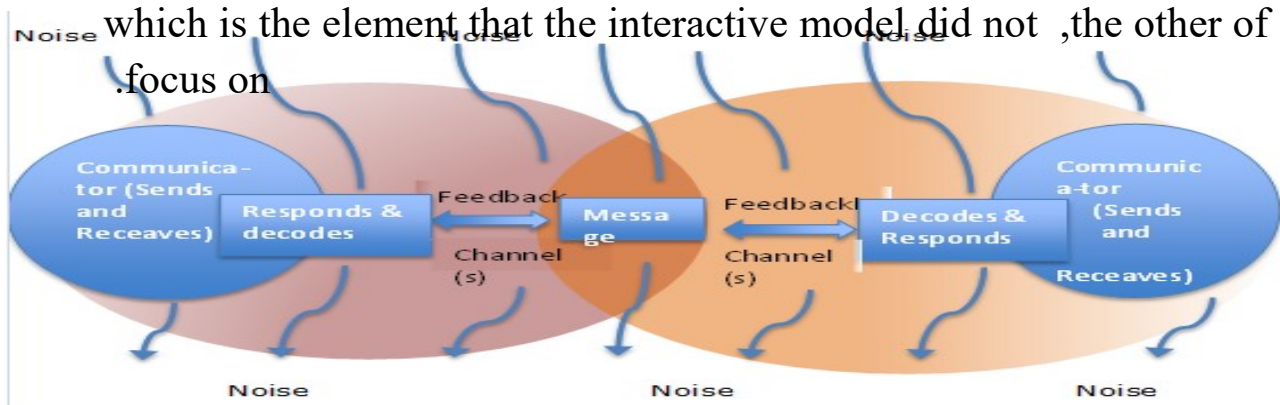 which is the element that the interactive model did not ,the other of
.focus on
Noise
Noise
Noise
Communica-
tor (Sends
and
Receaves)
Responds &
decodes
Feedback
Channel
(s)
Messa
ge
Feedback
Channel
(s)
Decodes &
Responds
Communic
a-tor
(Sends
and
Receaves)
Noise
Noise
Noise